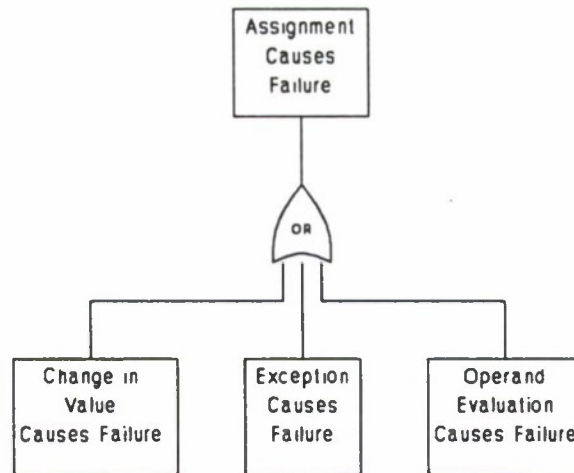 Assignment
Causes
Failure
OR
Change in
Value
Causes Failure
Exception
Causes
Failure
Operand
Evaluation
Causes Failure